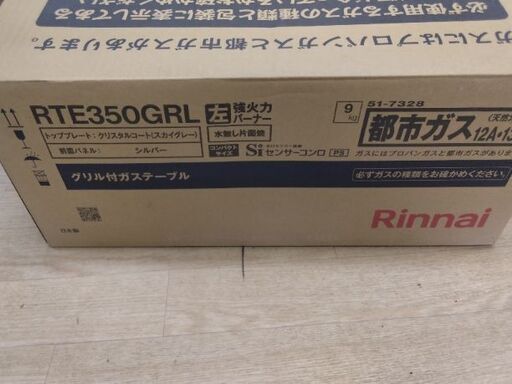 必ず使用するガスの
種類と包装に表示してある
ガスにはプロパンガスと都市ガスがあります。
RTE350GRL 左 強火力バーナー
トッププレート：クリスタルコート（スカイグレー）
水無し片面焼
前面パネル： シルバー
コンパクトサイズ Si センサーコンロ PS
9kg
51-7328
都市ガス
12A・13
ガスにはプロパンガスと都市ガスがありま
グリル付ガステーブル
必ずガスの種類をお確かめください。
Rinnai
日本製